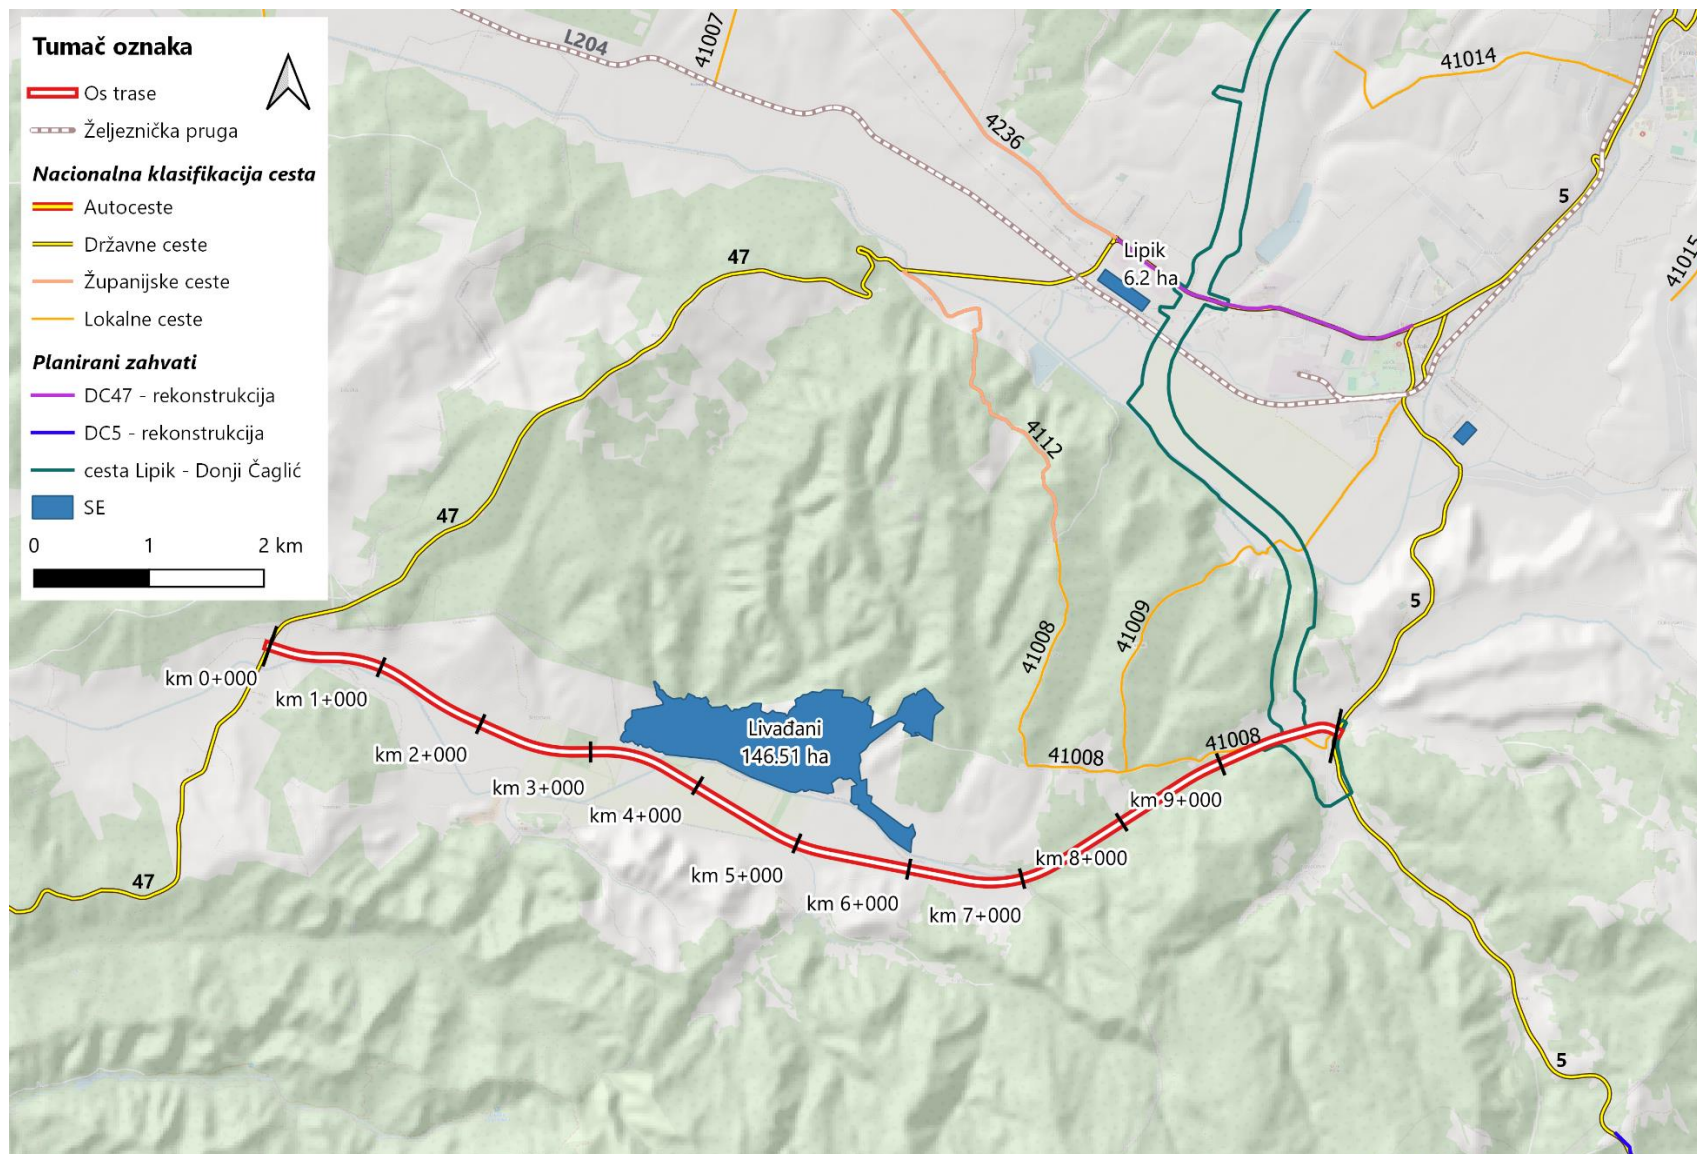 Tumač oznaka
Os trase
Željeznička pruga
Nacionalna klasifikacija cesta
Autoceste
Državne ceste
Županijske ceste
Lokalne ceste
Planirani zahvati
DC47 - rekonstrukcija
DC5 - rekonstrukcija
cesta Lipik - Donji Čaglić
SE
0 1 2 km
L204
41007
4236
41014
5
41015
47
Lipik
6.2 ha
4112
47
5
41008
41009
km 0+000
km 1+000
km 2+000
km 3+000
km 4+000
km 5+000
km 6+000
km 7+000
km 8+000
km 9+000
Livađani
146.51 ha
41008
41008
47
5